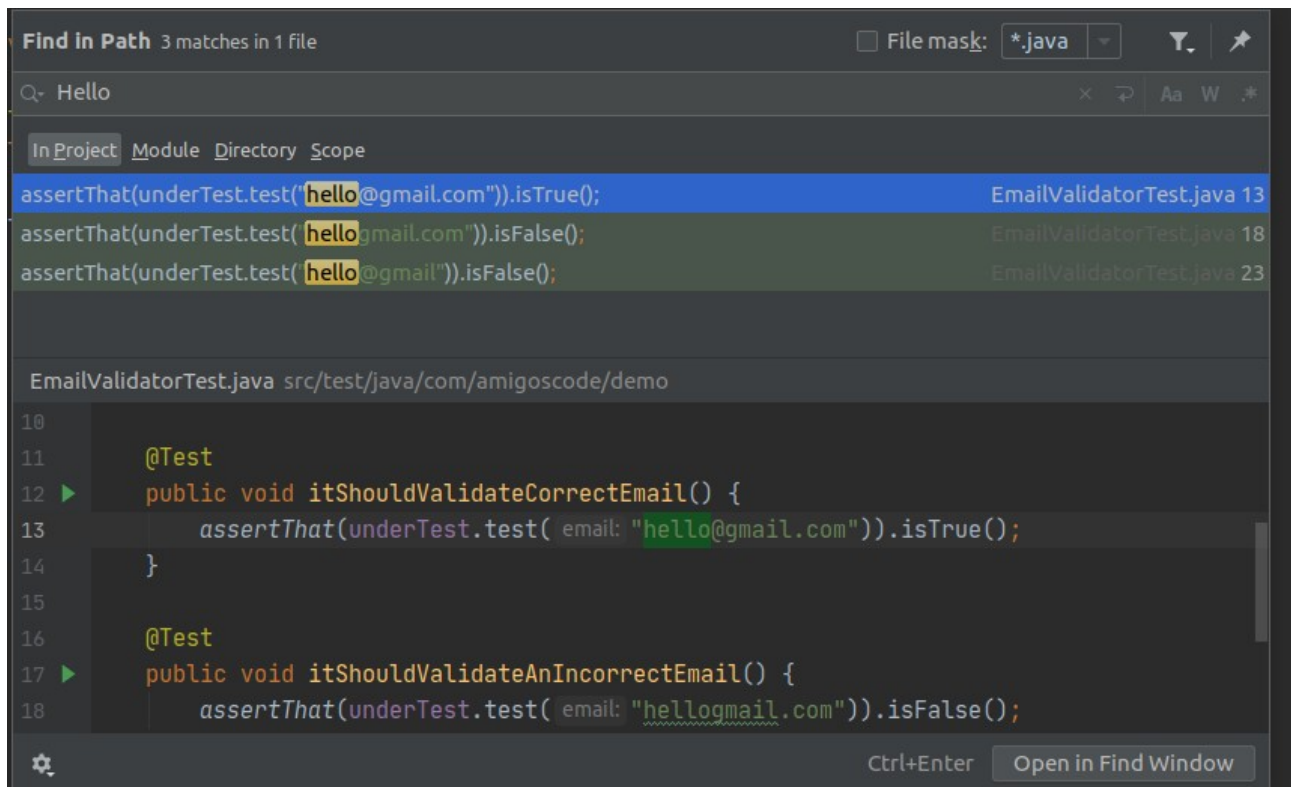 Find in Path 3 matches in 1 file File mask: *.java
Hello × Aa W .*
In Project Module Directory Scope
assertThat(underTest.test("hello@gmail.com")).isTrue(); EmailValidatorTest.java 13
assertThat(underTest.test("hellogmail.com")).isFalse(); EmailValidatorTest.java 18
assertThat(underTest.test("hello@gmail")).isFalse(); EmailValidatorTest.java 23
EmailValidatorTest.java src/test/java/com/amigoscode/demo
10
11 @Test
12 public void itShouldValidateCorrectEmail() {
13 assertThat(underTest.test( email: "hello@gmail.com")).isTrue();
14 }
15
16 @Test
17 public void itShouldValidateAnIncorrectEmail() {
18 assertThat(underTest.test( email: "hellogmail.com")).isFalse();
Ctrl+Enter Open in Find Window